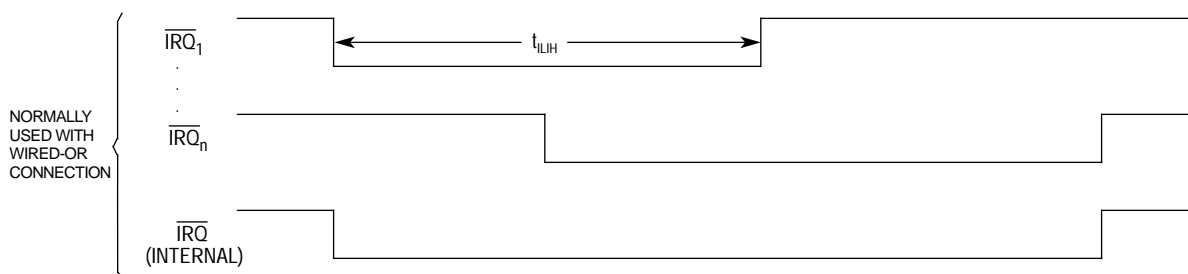 IRQ1
tILIH
.
.
.
NORMALLY
USED WITH
WIRED-OR
CONNECTION
IRQn
IRQ
(INTERNAL)